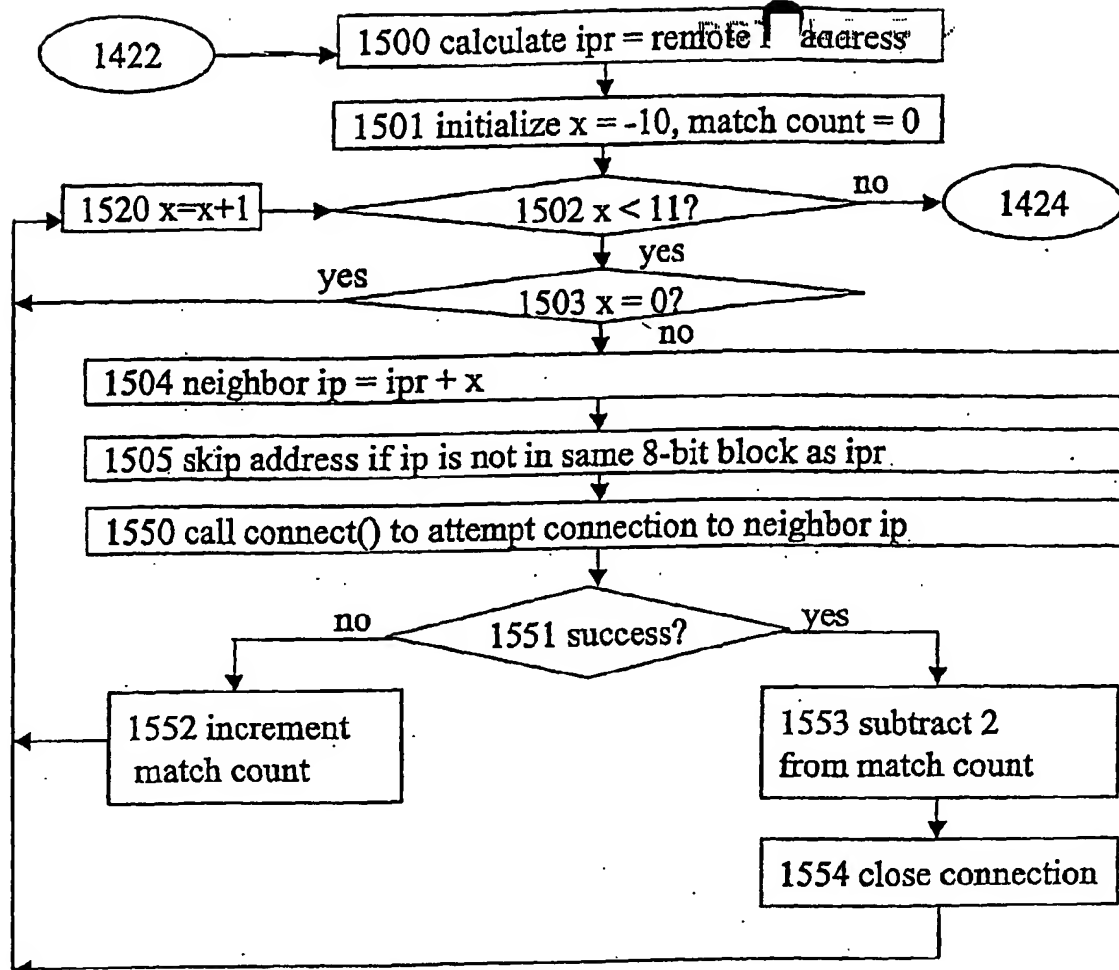 1422
1500 calculate ipr = remote address
1501 initialize x = -10, match count = 0
1520 x=x+1
1502 x < 11?
no
1424
yes
yes
1503 x = 0?
no
1504 neighbor ip = ipr + x
1505 skip address if ip is not in same 8-bit block as ipr
1550 call connect() to attempt connection to neighbor ip
no
1551 success?
yes
1552 increment
match count
1553 subtract 2
from match count
1554 close connection